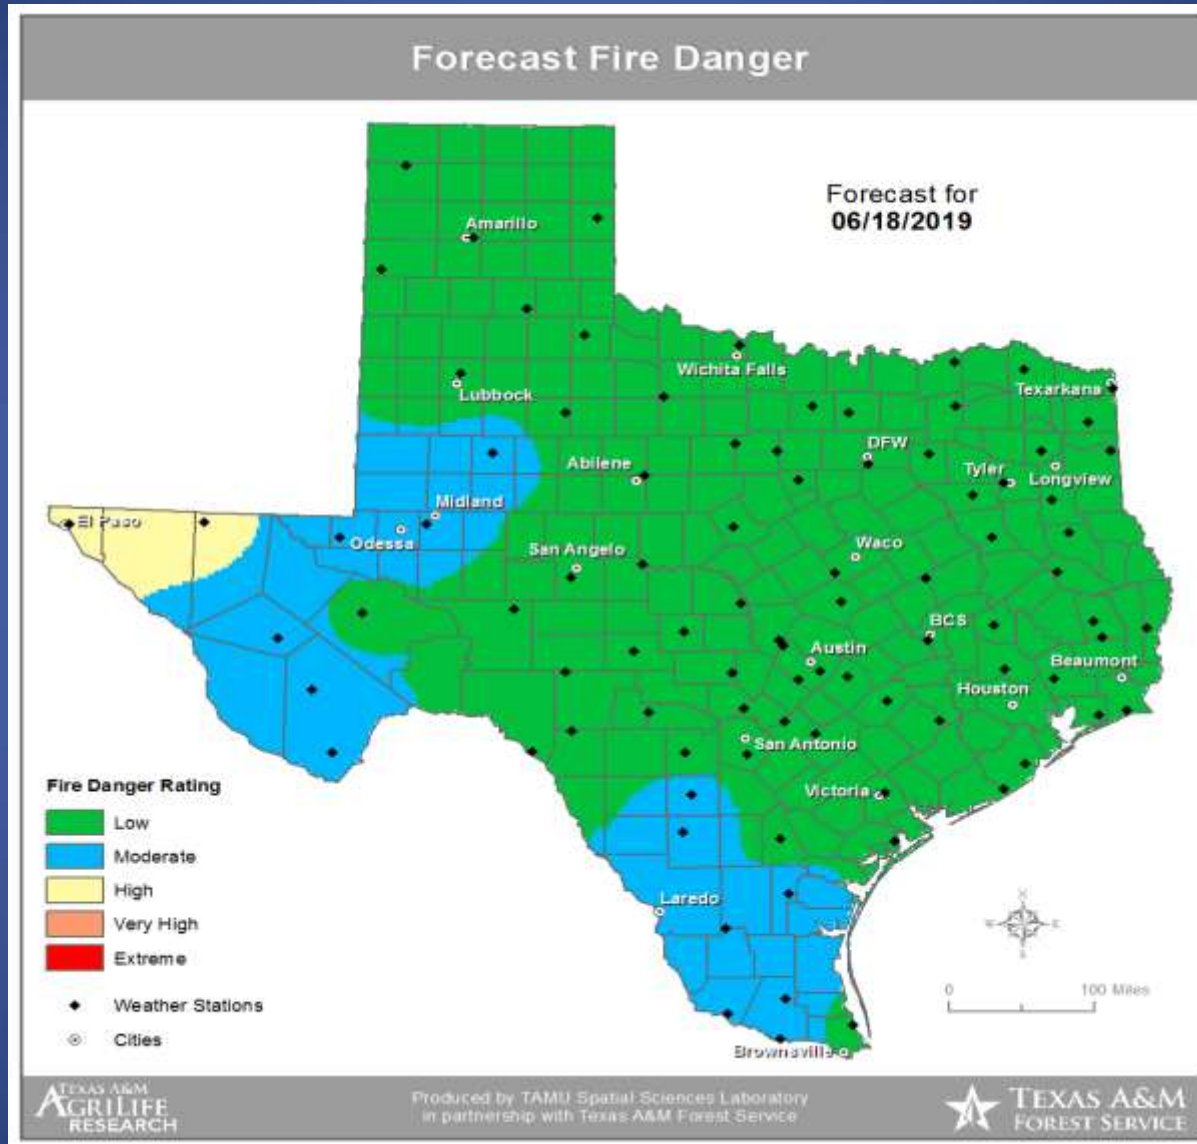 Forecast Fire Danger
Forecast for
06/18/2019
Amarillo
Wichita Falls
Lubbock
Texarkana
DFW
Abilene
Tyler
Longview
Midland
El Paso
Odessa
San Angelo
Waco
BCS
Austin
Beaumont
Houston
San Antonio
Victoria
Laredo
Brownsville
Fire Danger Rating
Low
Moderate
High
Very High
Extreme
Weather Stations
Cities
N
W E
S
0 100 Miles
TEXAS A&M
AGRILIFE
RESEARCH
Produced by TAMU Spatial Sciences Laboratory
in partnership with Texas A&M Forest Service
TEXAS A&M
FOREST SERVICE